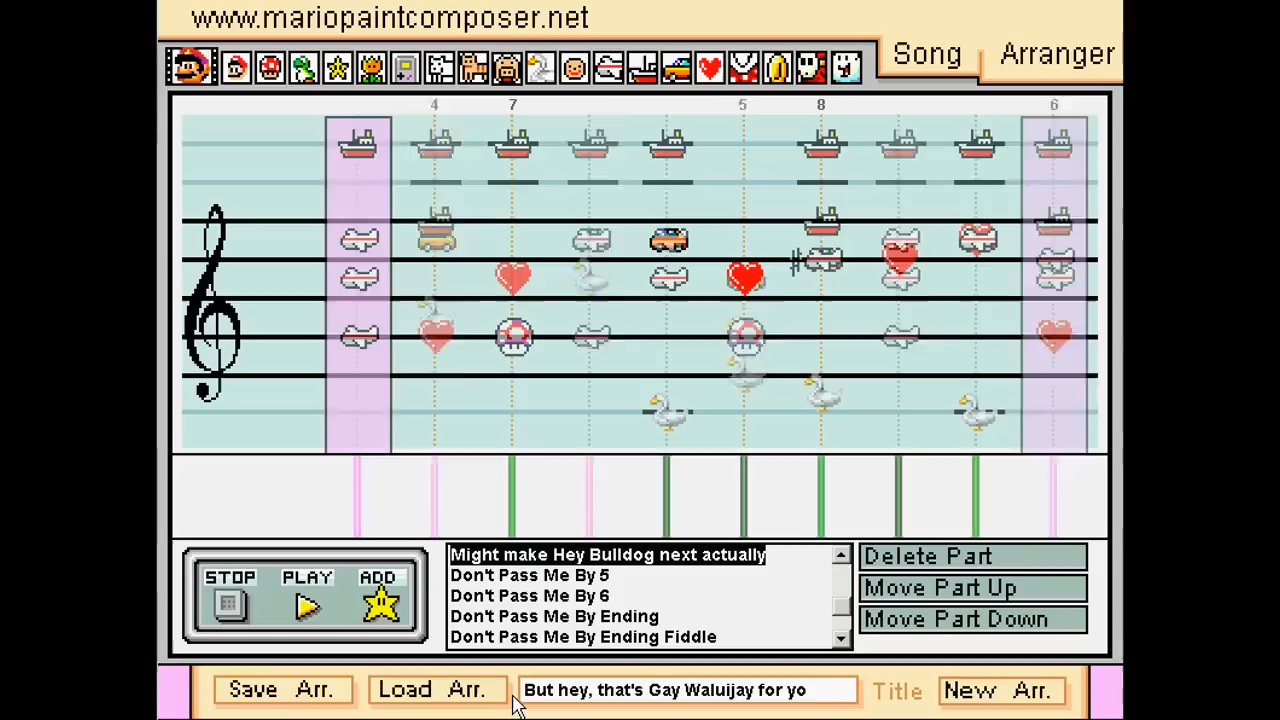 www.mariopaintcomposer.net
Song
Arranger
4 7 5 8 6
STOP PLAY ADD
Might make Hey Bulldog next actually
Don't Pass Me By 5
Don't Pass Me By 6
Don't Pass Me By Ending
Don't Pass Me By Ending Fiddle
Delete Part
Move Part Up
Move Part Down
Save Arr.
Load Arr.
But hey, that's Gay Waluijay for yo
Title
New Arr.